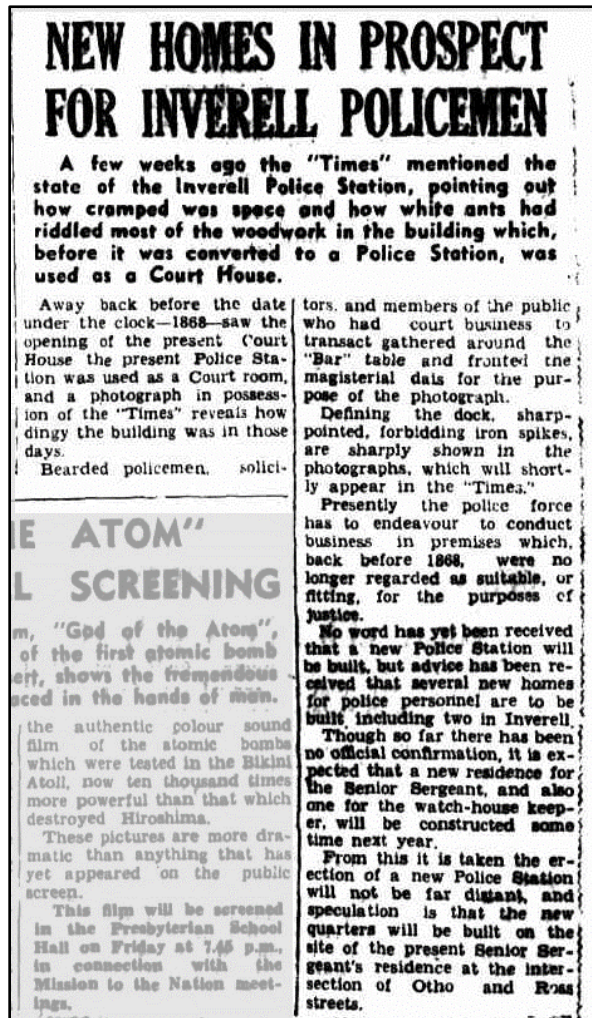 NEW HOMES IN PROSPECT
FOR INVERELL POLICEMEN
A few weeks ago the "Times" mentioned the
state of the Inverell Police Station, pointing out
how cramped was space and how white ants had
riddled most of the woodwork in the building which,
before it was converted to a Police Station, was
used as a Court House.
Away back before the date
under the clock—1868—saw the
opening of the present Court
House the present Police Sta-
tion was used as a Court room,
and a photograph in possess-
ion of the "Times" reveals how
dingy the building was in those
days.
Bearded policemen, solici-
tors, and members of the public
who had court business to
transact gathered around the
"Bar" table and fronted the
magisterial dais for the pur-
pose of the photograph.
Defining the dock, sharp-
pointed, forbidding iron spikes,
are sharply shown in the
photographs, which will short-
ly appear in the "Times."
Presently the police force
has to endeavour to conduct
business in premises which,
back before 1868, were no
longer regarded as suitable, or
fitting, for the purposes of
justice.
No word has yet been received
that a new Police Station will
be built, but advice has been re-
ceived that several new homes
for police personnel are to be
built including two in Inverell.
Though so far there has been
no official confirmation, it is ex-
pected that a new residence for
the Senior Sergeant, and also
one for the watch-house keep-
er, will be constructed some
time next year.
From this it is taken the er-
ection of a new Police Station
will not be far distant, and
speculation is that the new
quarters will be built on the
site of the present Senior Ser-
geant's residence at the inter-
section of Otho and Ross
streets.
E ATOM"
L SCREENING
m, "God of the Atom",
of the first atomic bomb
ert, shows the tremendous
aced in the hands of man.
the authentic colour sound
film of the atomic bombs
which were tested in the Bikini
Atoll, now ten thousand times
more powerful than that which
destroyed Hiroshima.
These pictures are more dra-
matic than anything that has
yet appeared on the public
screen.
This film will be screened
in the Presbyterian School
Hall on Friday at 7.45 p.m.,
in connection with the
Mission to the Nation meet-
ings.